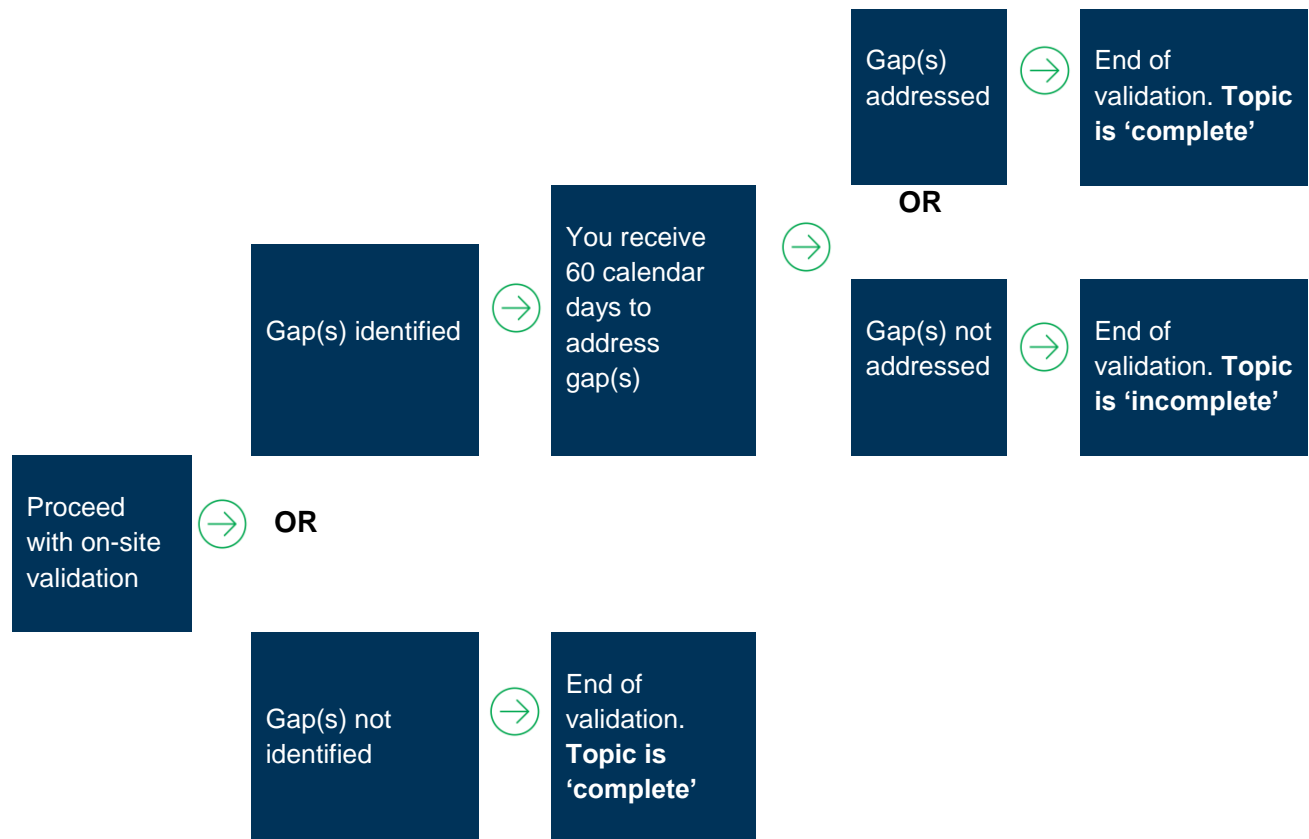 Gap(s)
addressed
End of
validation. Topic
is ‘complete’
OR
You receive
60 calendar
days to
address
gap(s)
Gap(s) identified
Gap(s) not
addressed
End of
validation. Topic
is ‘incomplete’
Proceed
with on-site
validation
OR
Gap(s) not
identified
End of
validation.
Topic is
‘complete’